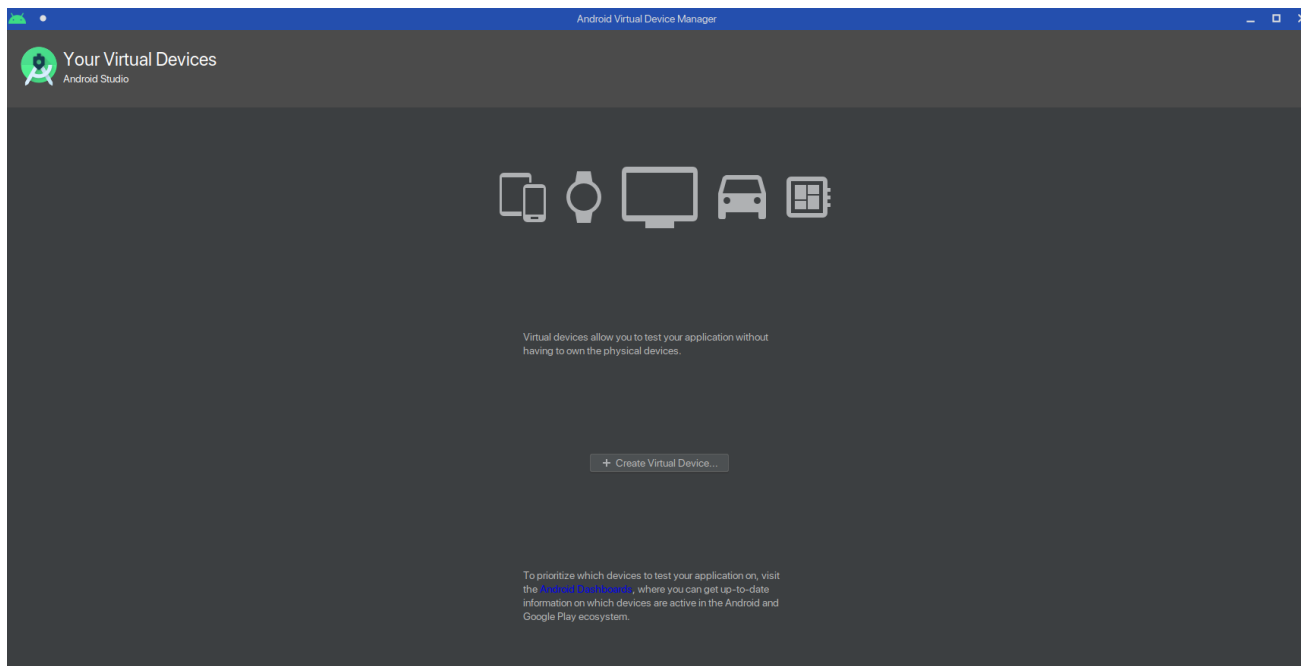 Android Virtual Device Manager
Your Virtual Devices
Android Studio
Virtual devices allow you to test your application without
having to own the physical devices.
+ Create Virtual Device...
To prioritize which devices to test your application on, visit
the Android Dashboards, where you can get up-to-date
information on which devices are active in the Android and
Google Play ecosystem.